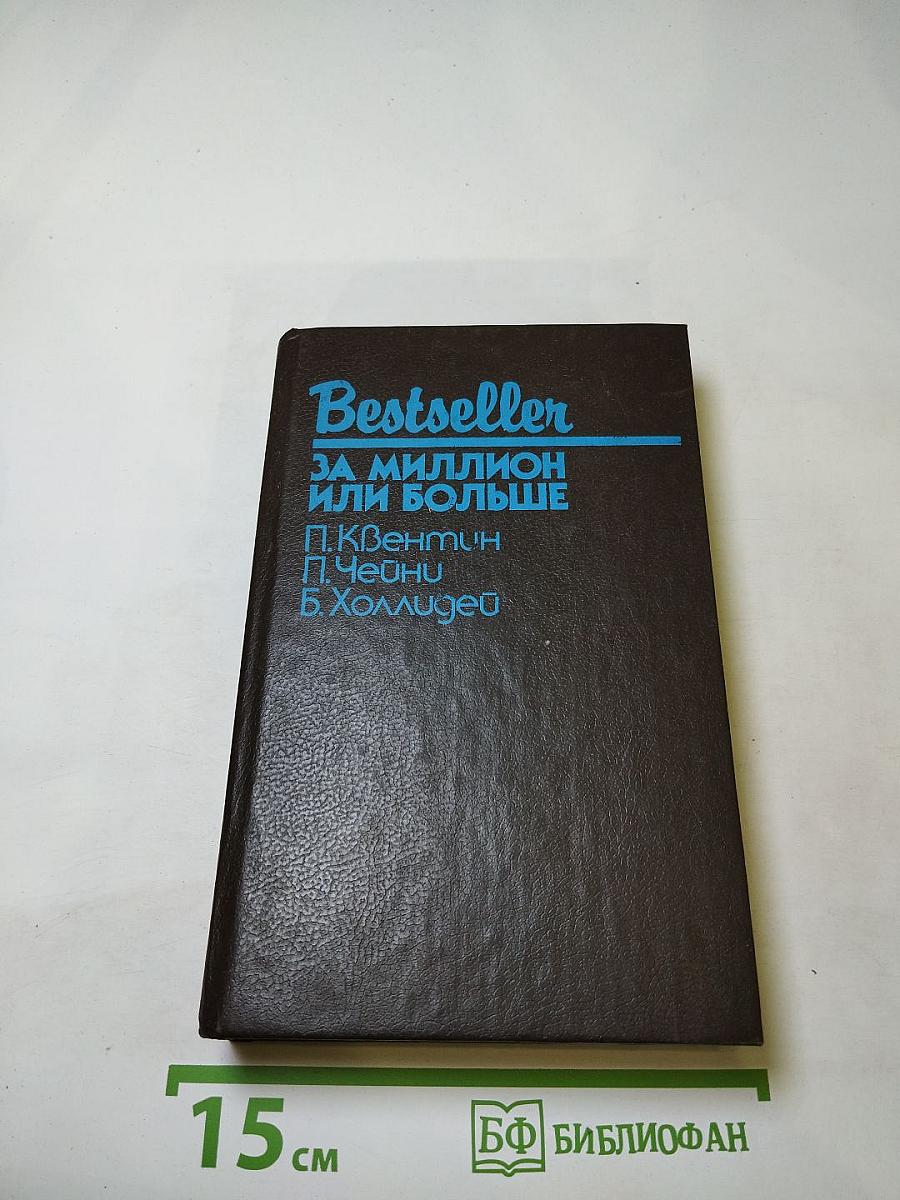 Bestseller
ЗА МИЛЛИОН
ИЛИ БОЛЬШЕ
П. Квентин
П. Чейни
Б. Холлидей
15 см
БФ БИБЛИОФАН